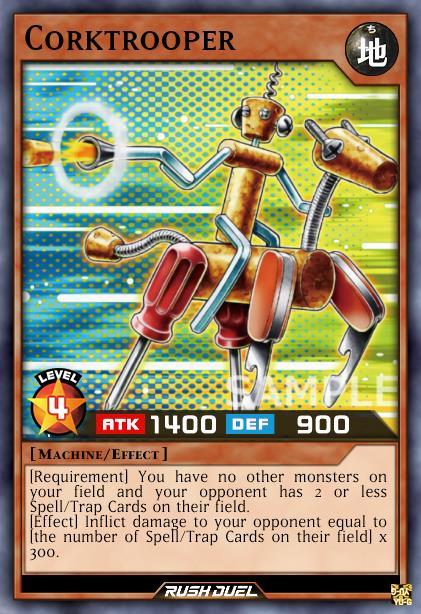 Corktrooper
ち
地
SAMPLE
LEVEL
4
ATK 1400 DEF 900
[Machine/Effect]
[Requirement] You have no other monsters on
your field and your opponent has 2 or less
Spell/Trap Cards on their field.
[Effect] Inflict damage to your opponent equal to
[the number of Spell/Trap Cards on their field] x
300.
RUSH DUEL